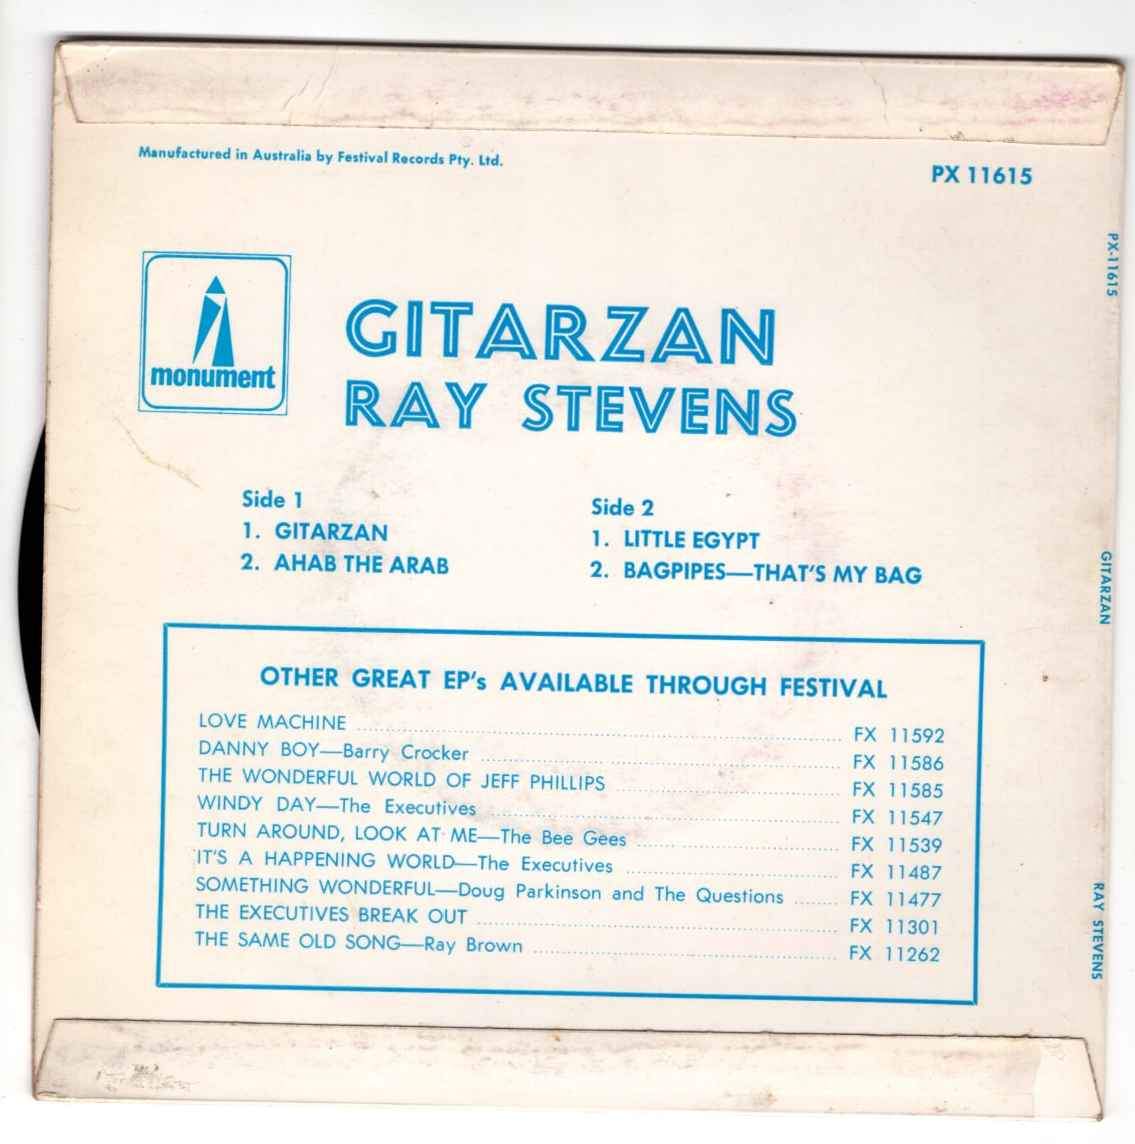 Manufactured in Australia by Festival Records Pty. Ltd.
PX 11615
monument
GITARZAN
RAY STEVENS
Side 1
1. GITARZAN
2. AHAB THE ARAB
Side 2
1. LITTLE EGYPT
2. BAGPIPES—THAT'S MY BAG
OTHER GREAT EP's AVAILABLE THROUGH FESTIVAL
LOVE MACHINE FX 11592
DANNY BOY—Barry Crocker FX 11586
THE WONDERFUL WORLD OF JEFF PHILLIPS FX 11585
WINDY DAY—The Executives FX 11547
TURN AROUND, LOOK AT ME—The Bee Gees FX 11539
IT'S A HAPPENING WORLD—The Executives FX 11487
SOMETHING WONDERFUL—Doug Parkinson and The Questions FX 11477
THE EXECUTIVES BREAK OUT FX 11301
THE SAME OLD SONG—Ray Brown FX 11262
PX-11615 GITARZAN RAY STEVENS